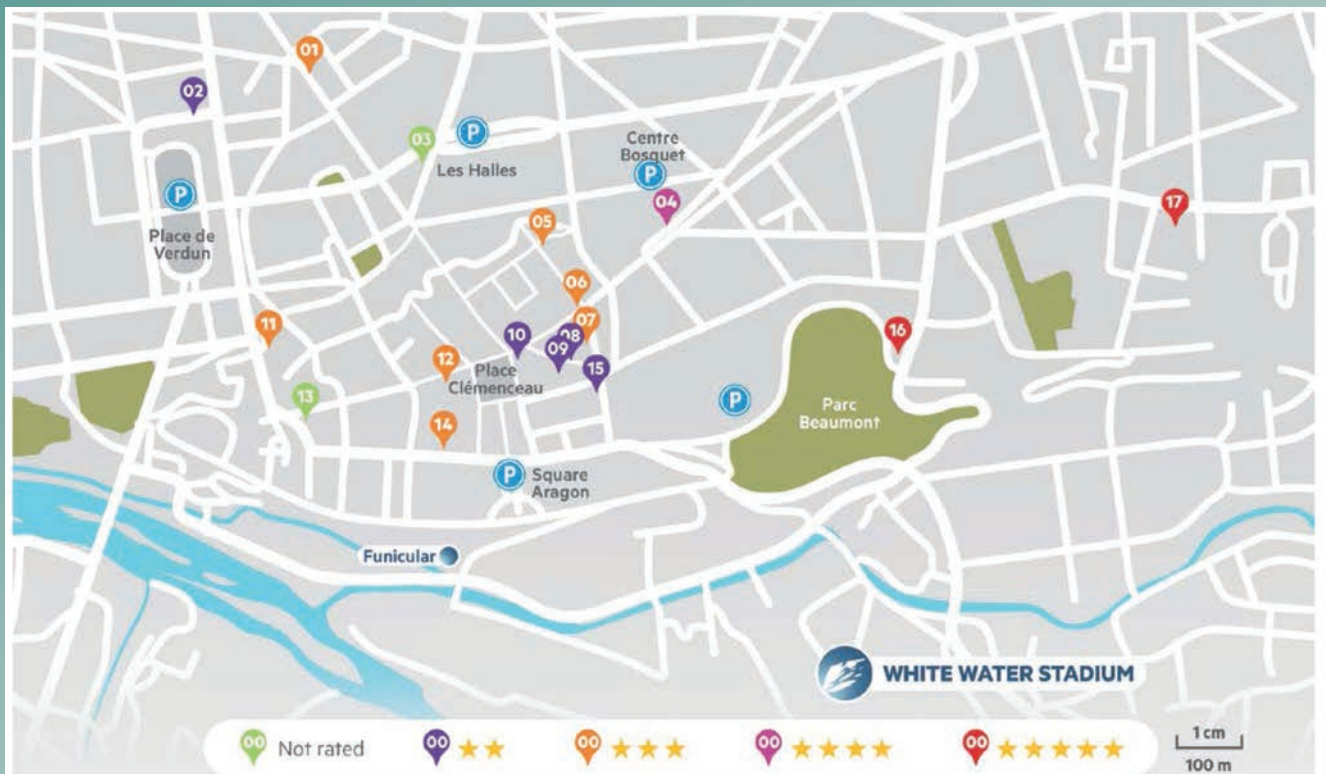 01
02
03
P
Les Halles
Centre
Bosquet
P
04
17
P
Place de
Verdun
05
06
07
08
09
10
11
12
Place
Clémenceau
15
16
13
14
P
Parc
Beaumont
P
Square
Aragon
Funicular
WHITE WATER STADIUM
00 Not rated
00
00
00
00
1 cm
100 m